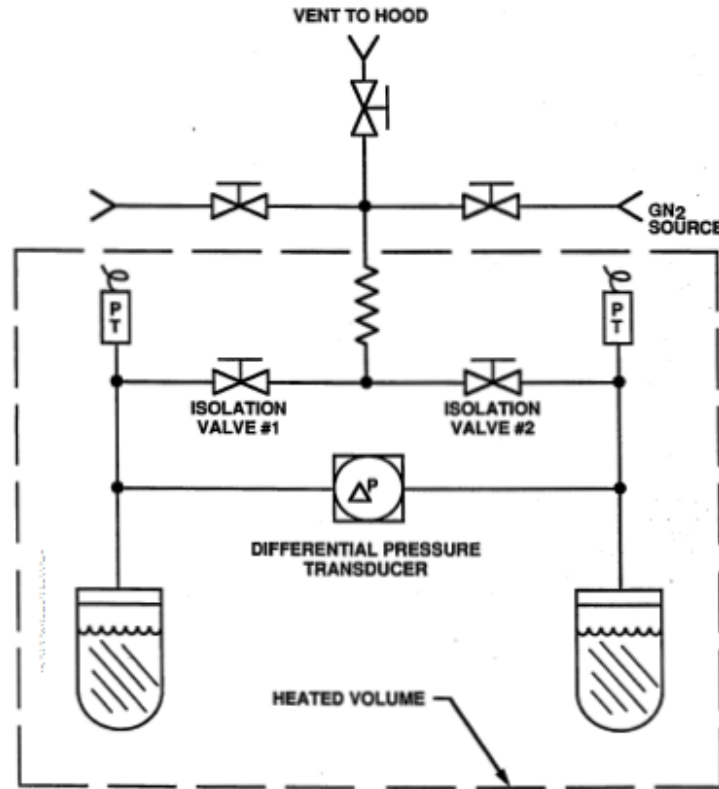 VENT TO HOOD
GN2
SOURCE
P
T
P
T
ISOLATION
VALVE #1
ISOLATION
VALVE #2
ΔP
DIFFERENTIAL PRESSURE
TRANSDUCER
HEATED VOLUME